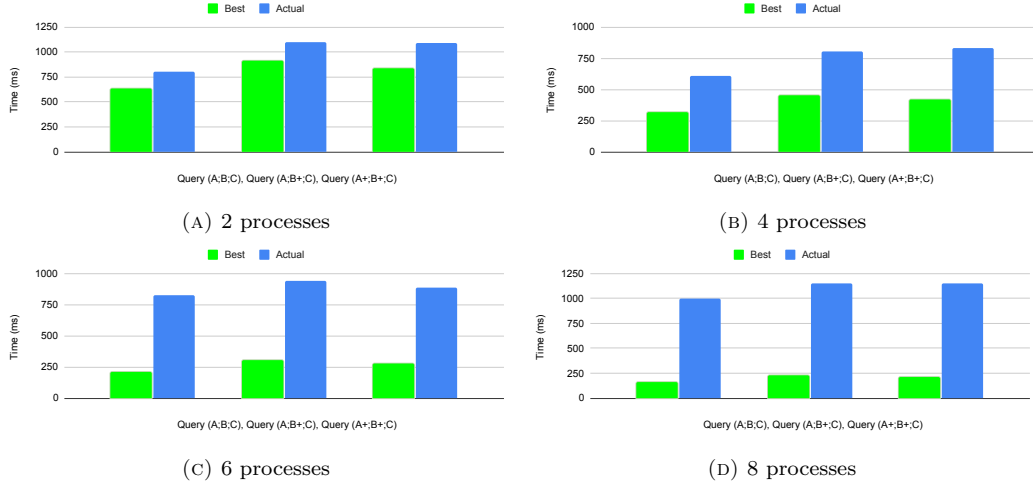 Best Actual
Time (ms)
1250
1000
750
500
250
0
Query (A;B;C), Query (A;B+;C), Query (A+;B+;C)
(A) 2 processes
Best Actual
Time (ms)
1000
750
500
250
0
Query (A;B;C), Query (A;B+;C), Query (A+;B+;C)
(B) 4 processes
Best Actual
Time (ms)
1000
750
500
250
0
Query (A;B;C), Query (A;B+;C), Query (A+;B+;C)
(C) 6 processes
Best Actual
Time (ms)
1250
1000
750
500
250
0
Query (A;B;C), Query (A;B+;C), Query (A+;B+;C)
(D) 8 processes